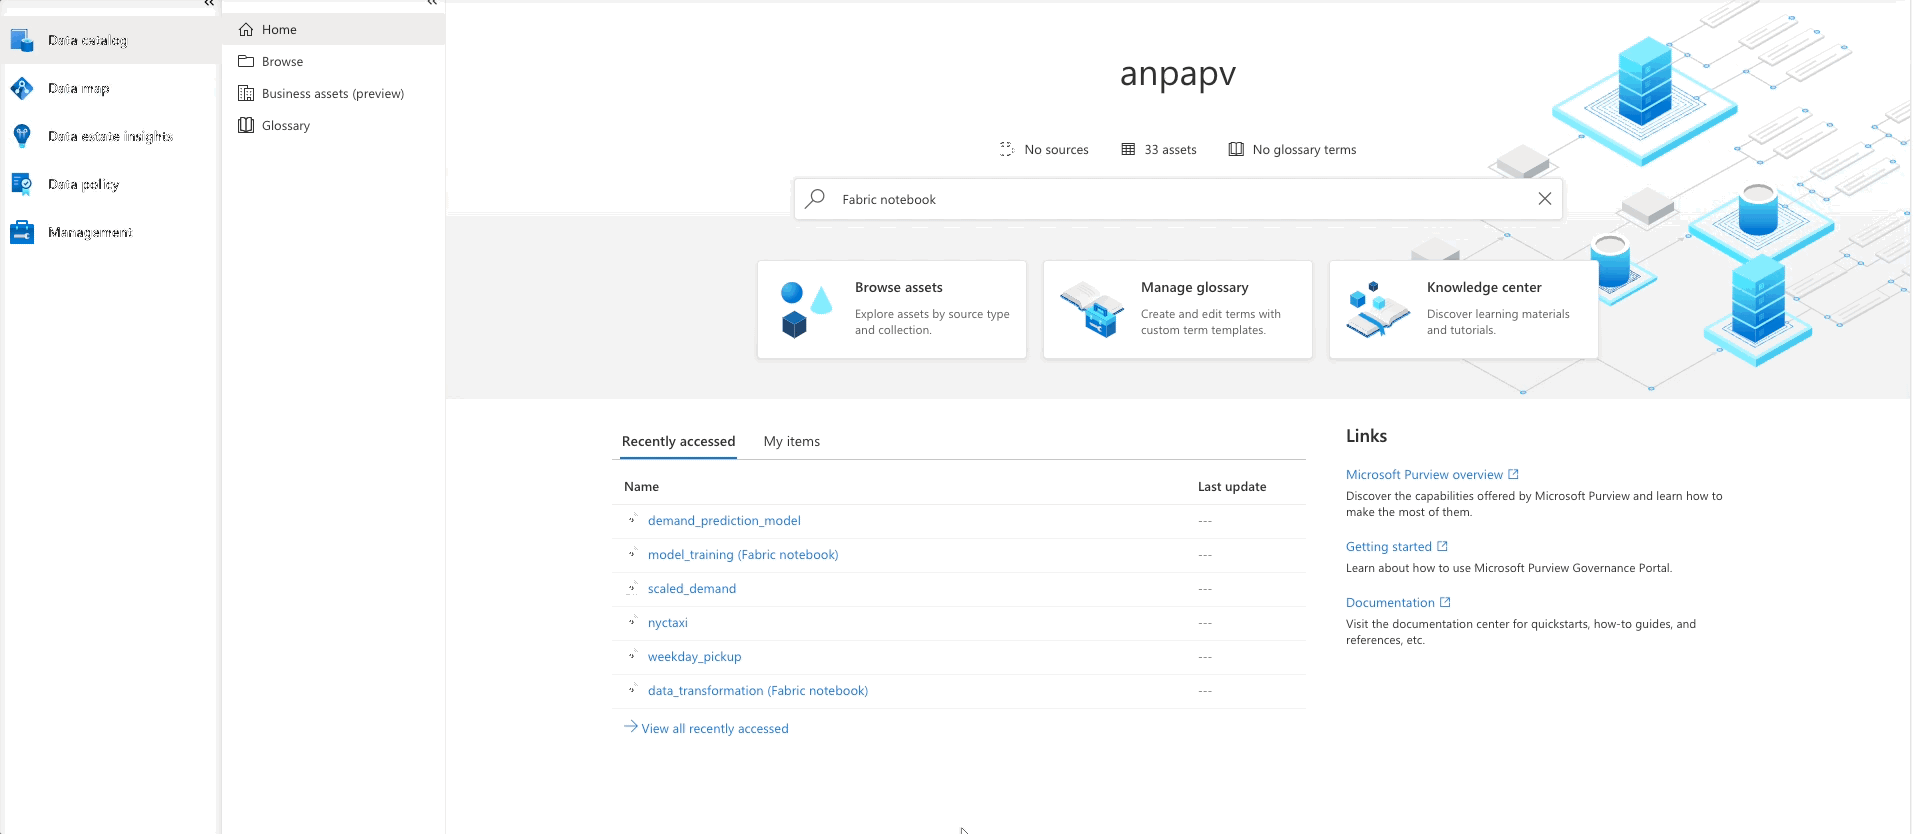 Data catalog
Data map
Data estate insights
Data policy
Management
Home
Browse
Business assets (preview)
Glossary
anpapv
No sources
33 assets
No glossary terms
Fabric notebook
Browse assets
Explore assets by source type
and collection.
Manage glossary
Create and edit terms with
custom term templates.
Knowledge center
Discover learning materials
and tutorials.
Recently accessed
My items
Name
Last update
demand_prediction_model
---
model_training (Fabric notebook)
---
scaled_demand
---
nyctaxi
---
weekday_pickup
---
data_transformation (Fabric notebook)
---
View all recently accessed
Links
Microsoft Purview overview
Discover the capabilities offered by Microsoft Purview and learn how to
make the most of them.
Getting started
Learn about how to use Microsoft Purview Governance Portal.
Documentation
Visit the documentation center for quickstarts, how-to guides, and
references, etc.